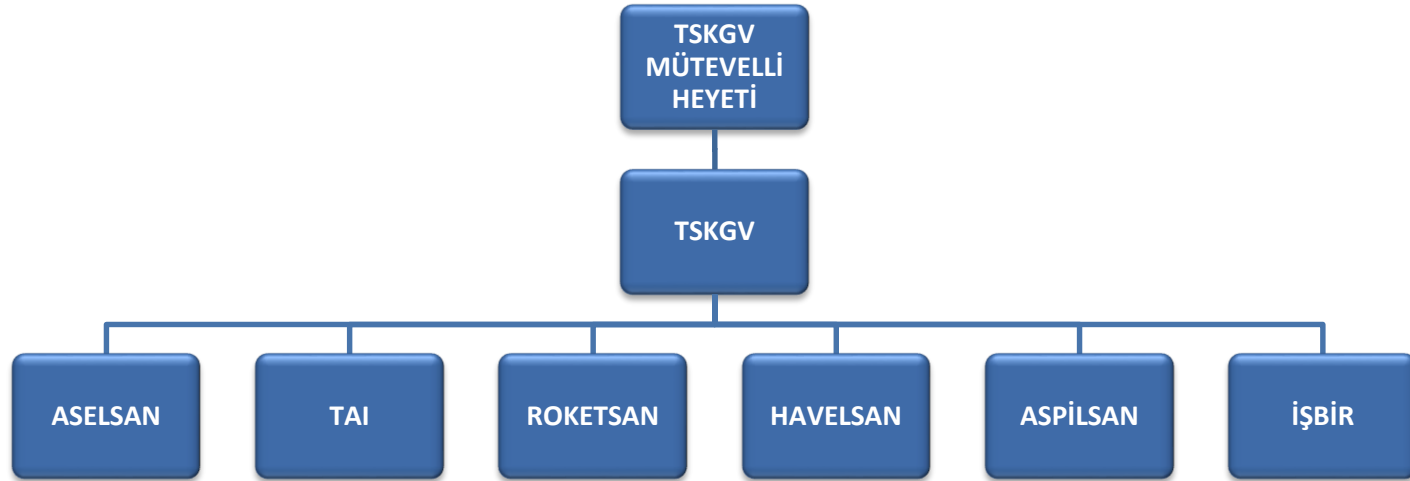 TSKGV
MÜTEVELLİ
HEYETİ
TSKGV
ASELSAN
TAI
ROKETSAN
HAVELSAN
ASPİLSAN
İŞBİR